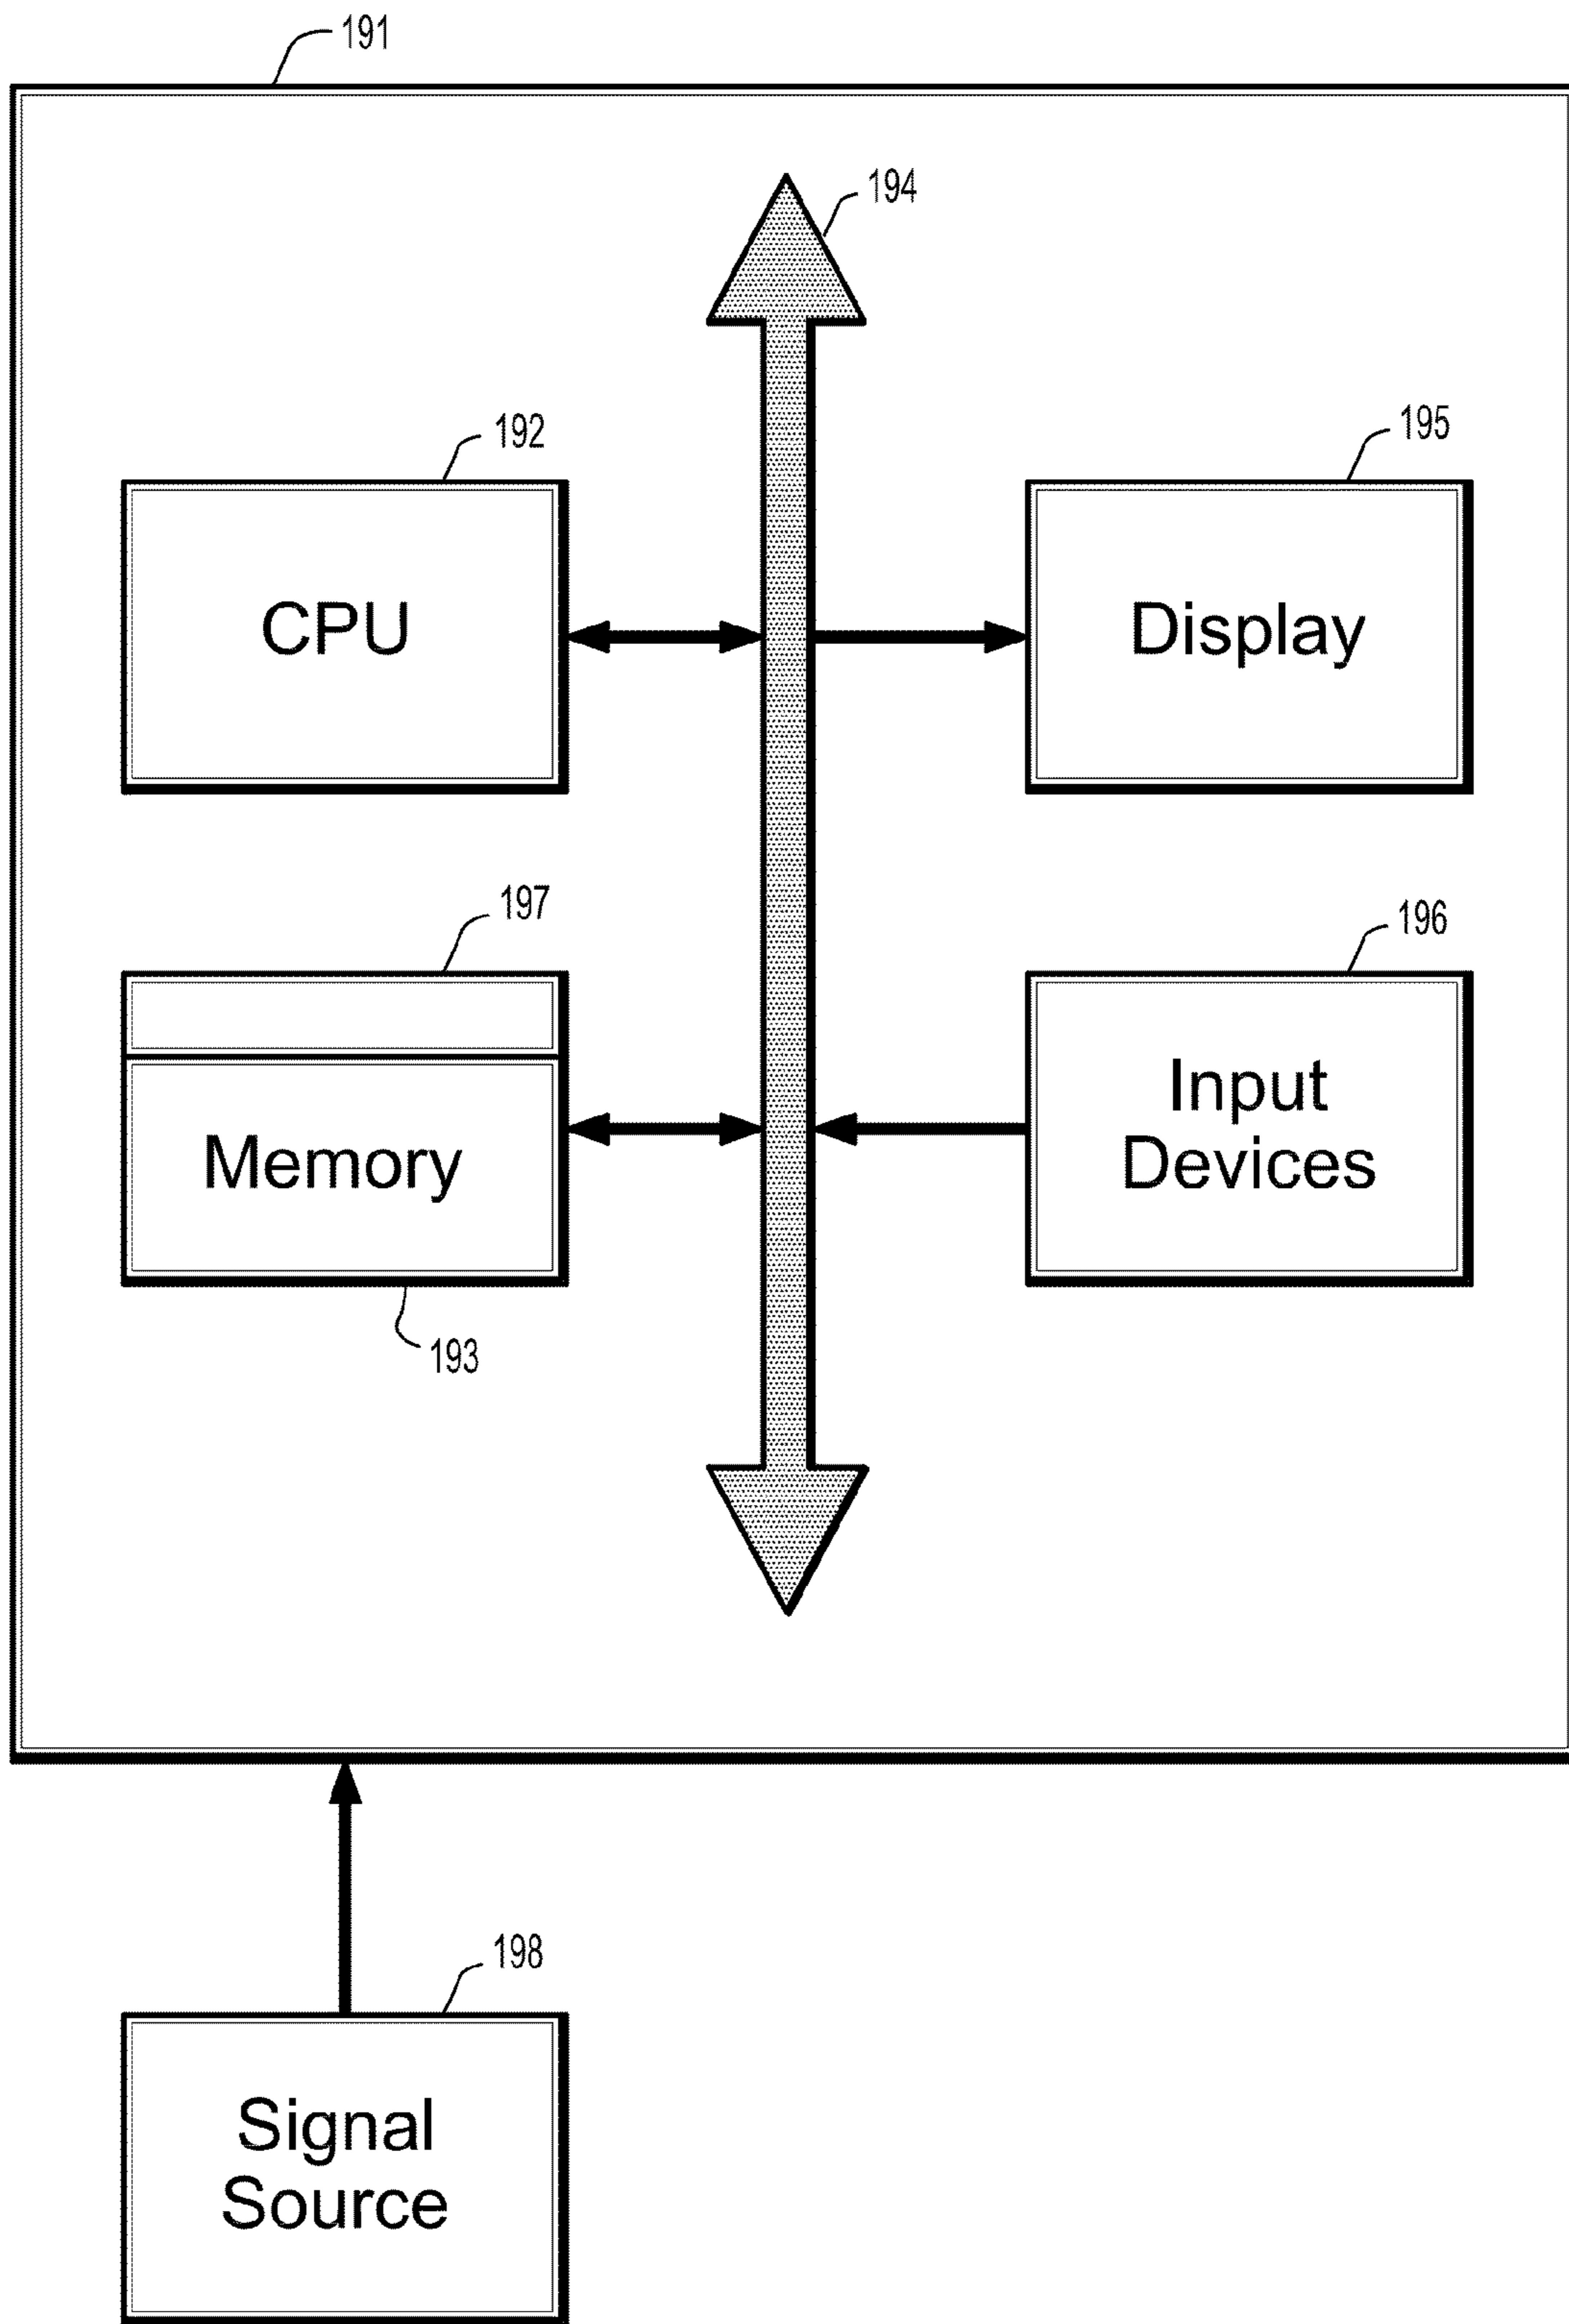 191
194
192
195
CPU
Display
197
196
Input
Devices
Memory
193
198
Signal
Source